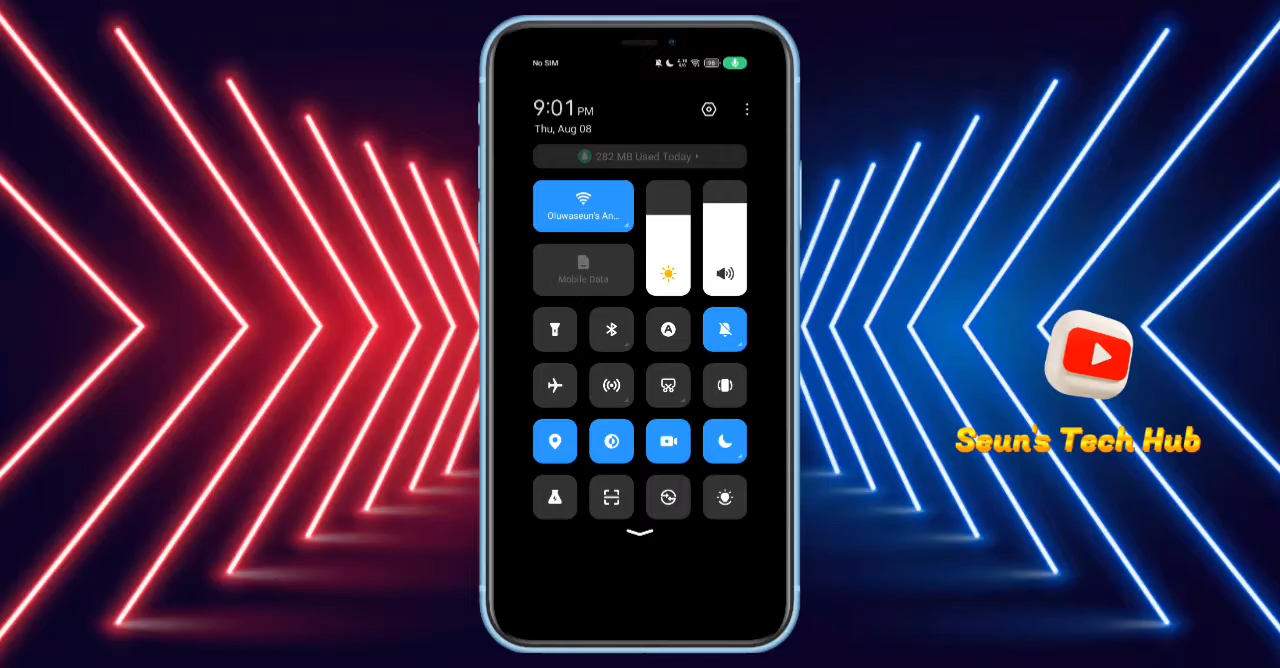 No SIM
98
9:01 PM
Thu, Aug 08
282 MB Used Today
Oluwaseun's An...
Mobile Data
A
Seun's Tech Hub